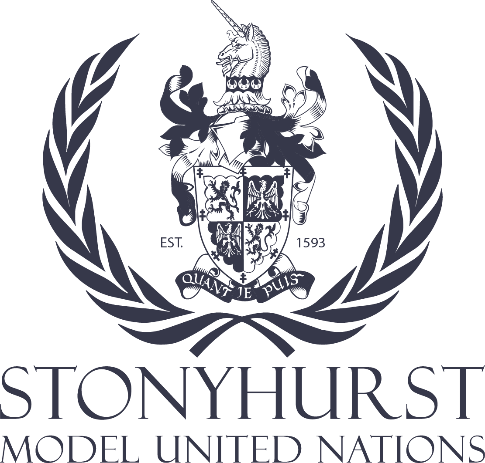 EST. 1593
QUANT JE PUIS
STONYHURST
MODEL UNITED NATIONS